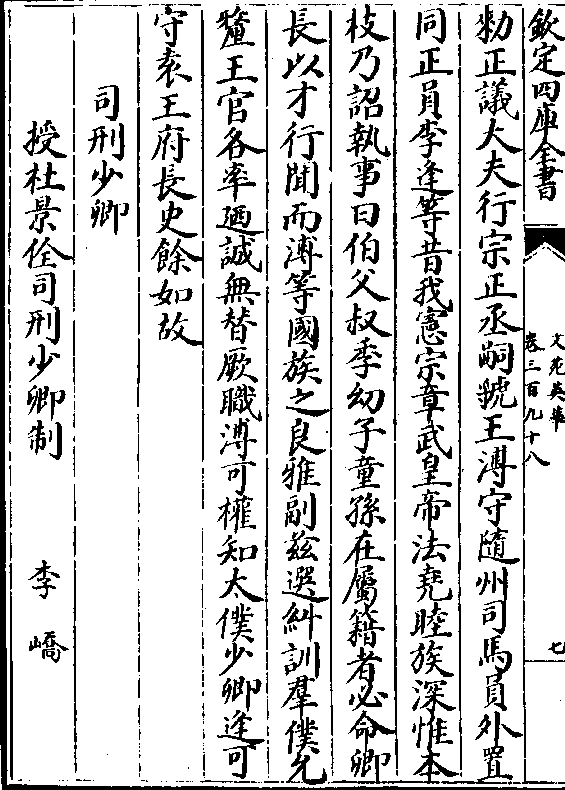 欽定四庫全書
文苑英華
卷三百九十八
七
勑正議大夫行宗正丞嗣虢王溥守隨州司馬員外置
同正員李逢等昔我憲宗章武皇帝法堯睦族深惟本
枝乃詔執事曰伯父叔季幼子童孫在屬籍者必命卿
長以才行聞而溥等國族之良雅副茲選糾訓羣僕允
釐王官各率廼誠無替厥職溥可權知太僕少卿逢可
守袁王府長史餘如故
司刑少卿
授杜景佺司刑少卿制 李嶠